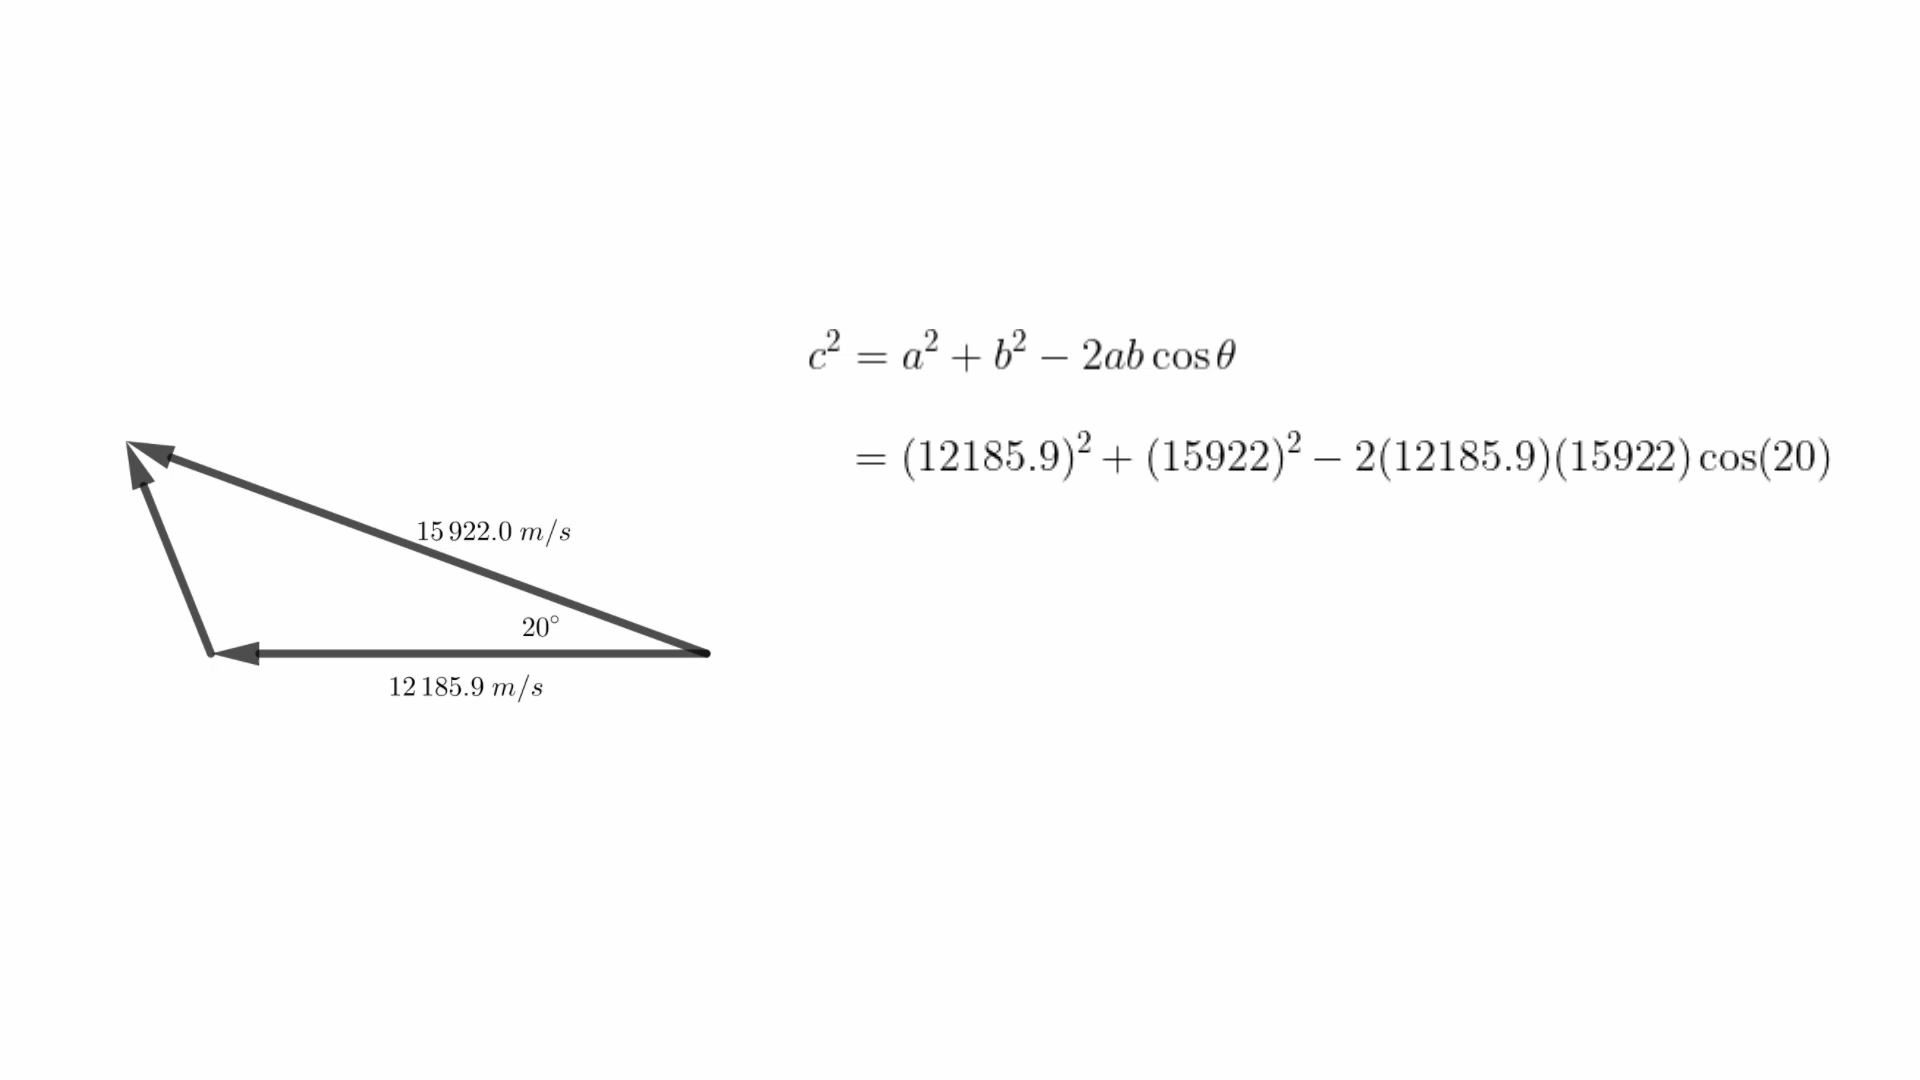 c² = a² + b² − 2ab cos θ
= (12185.9)² + (15922)² − 2(12185.9)(15922) cos(20)
15 922.0 m/s
20°
12 185.9 m/s